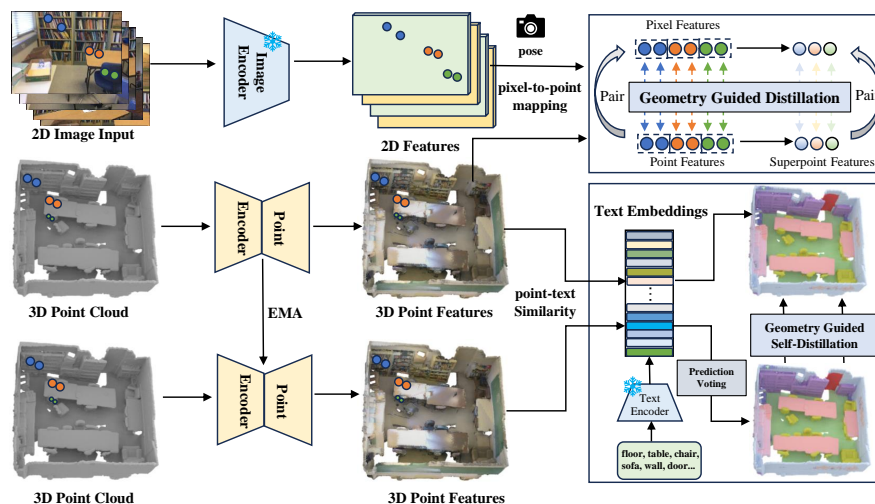 2D Image Input
Image
Encoder
2D Features
pose
pixel-to-point
mapping
Pixel Features
Pair
Geometry Guided Distillation
Pair
Point Features
Superpoint Features
3D Point Cloud
Encoder
Point
3D Point Features
EMA
point-text
Similarity
Text Embeddings
Geometry Guided
Self-Distillation
Prediction
Voting
Text
Encoder
floor, table, chair,
sofa, wall, door...
3D Point Cloud
Encoder
Point
3D Point Features